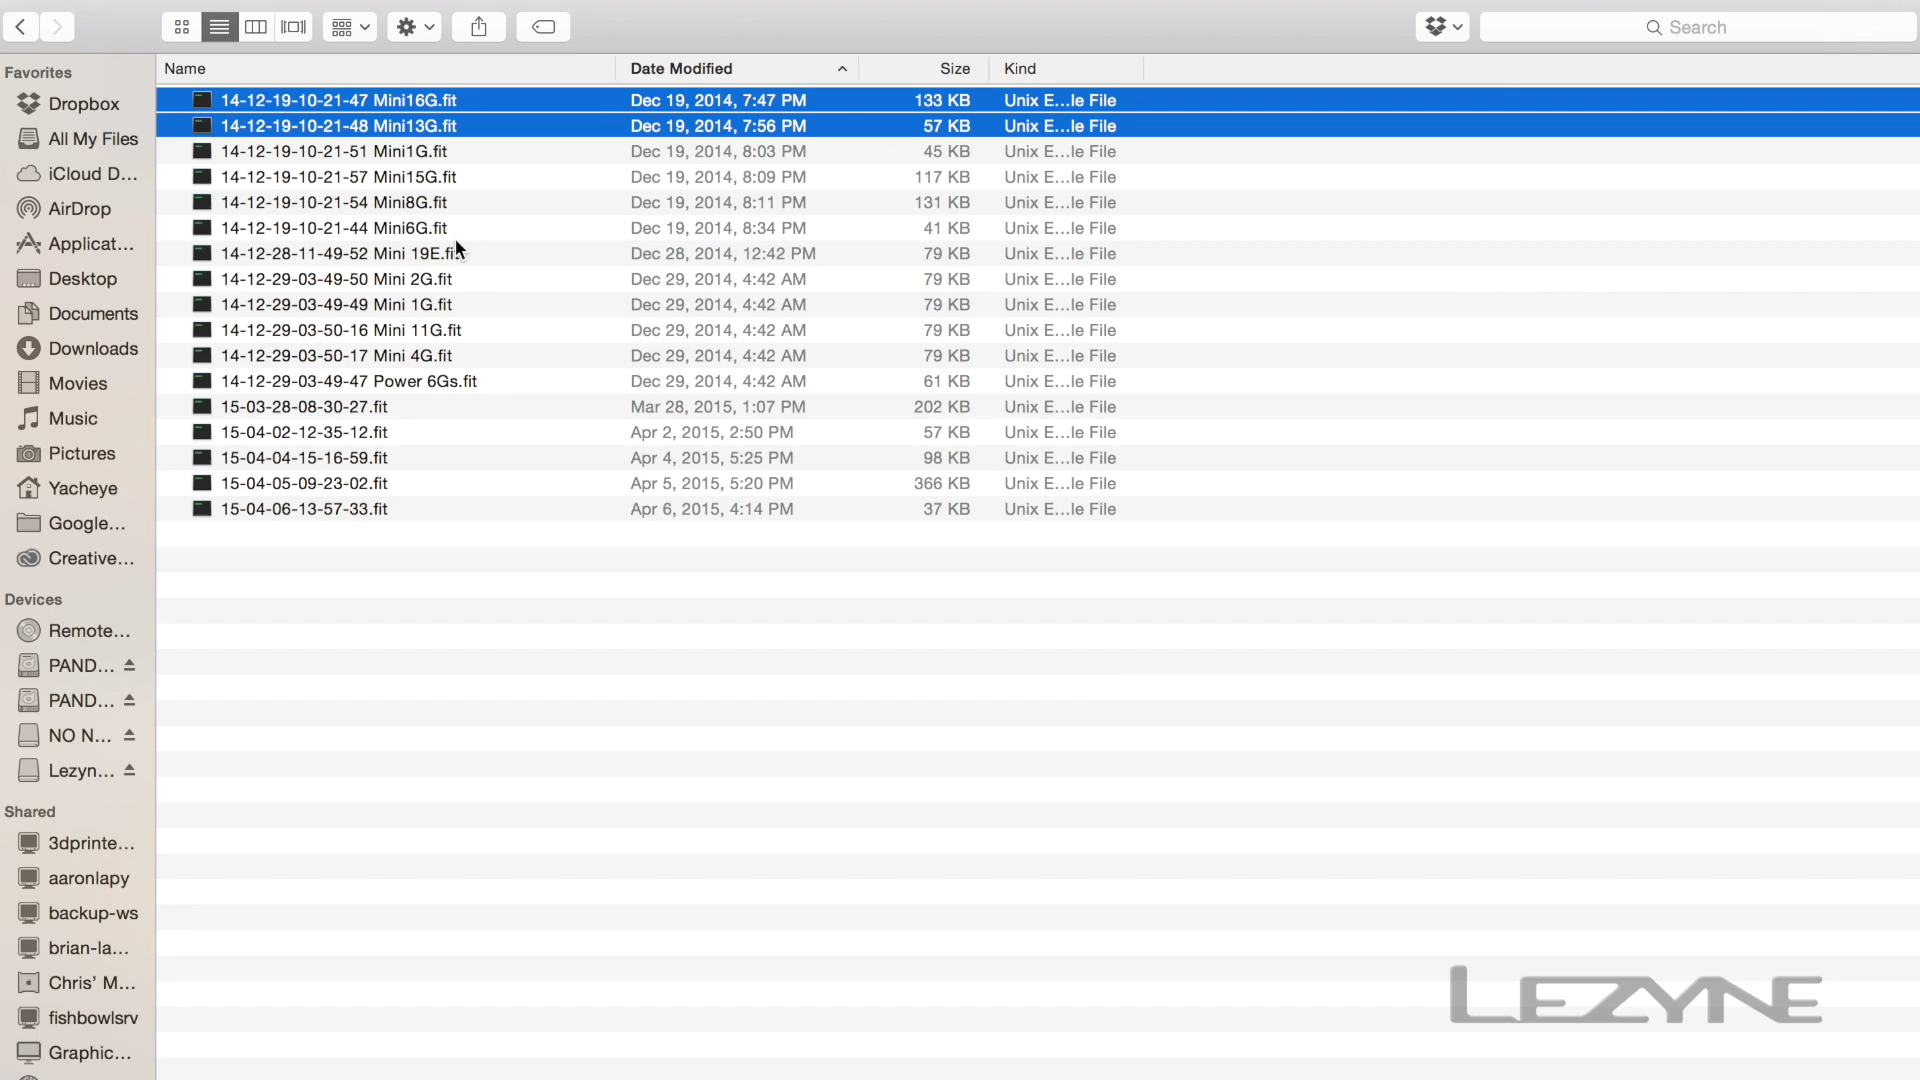 Search
Favorites
Dropbox
All My Files
iCloud D...
AirDrop
Applicat...
Desktop
Documents
Downloads
Movies
Music
Pictures
Yacheye
Google...
Creative...
Devices
Remote...
PAND...
PAND...
NO N...
Lezyn...
Shared
3dprinte...
aaronlapy
backup-ws
brian-la...
Chris’ M...
fishbowlsrv
Graphic...
Name Date Modified Size Kind
14-12-19-10-21-47 Mini16G.fit Dec 19, 2014, 7:47 PM 133 KB Unix E...le File
14-12-19-10-21-48 Mini13G.fit Dec 19, 2014, 7:56 PM 57 KB Unix E...le File
14-12-19-10-21-51 Mini1G.fit Dec 19, 2014, 8:03 PM 45 KB Unix E...le File
14-12-19-10-21-57 Mini15G.fit Dec 19, 2014, 8:09 PM 117 KB Unix E...le File
14-12-19-10-21-54 Mini8G.fit Dec 19, 2014, 8:11 PM 131 KB Unix E...le File
14-12-19-10-21-44 Mini6G.fit Dec 19, 2014, 8:34 PM 41 KB Unix E...le File
14-12-28-11-49-52 Mini 19E.fit Dec 28, 2014, 12:42 PM 79 KB Unix E...le File
14-12-29-03-49-50 Mini 2G.fit Dec 29, 2014, 4:42 AM 79 KB Unix E...le File
14-12-29-03-49-49 Mini 1G.fit Dec 29, 2014, 4:42 AM 79 KB Unix E...le File
14-12-29-03-50-16 Mini 11G.fit Dec 29, 2014, 4:42 AM 79 KB Unix E...le File
14-12-29-03-50-17 Mini 4G.fit Dec 29, 2014, 4:42 AM 79 KB Unix E...le File
14-12-29-03-49-47 Power 6Gs.fit Dec 29, 2014, 4:42 AM 61 KB Unix E...le File
15-03-28-08-30-27.fit Mar 28, 2015, 1:07 PM 202 KB Unix E...le File
15-04-02-12-35-12.fit Apr 2, 2015, 2:50 PM 57 KB Unix E...le File
15-04-04-15-16-59.fit Apr 4, 2015, 5:25 PM 98 KB Unix E...le File
15-04-05-09-23-02.fit Apr 5, 2015, 5:20 PM 366 KB Unix E...le File
15-04-06-13-57-33.fit Apr 6, 2015, 4:14 PM 37 KB Unix E...le File
LEZYNE